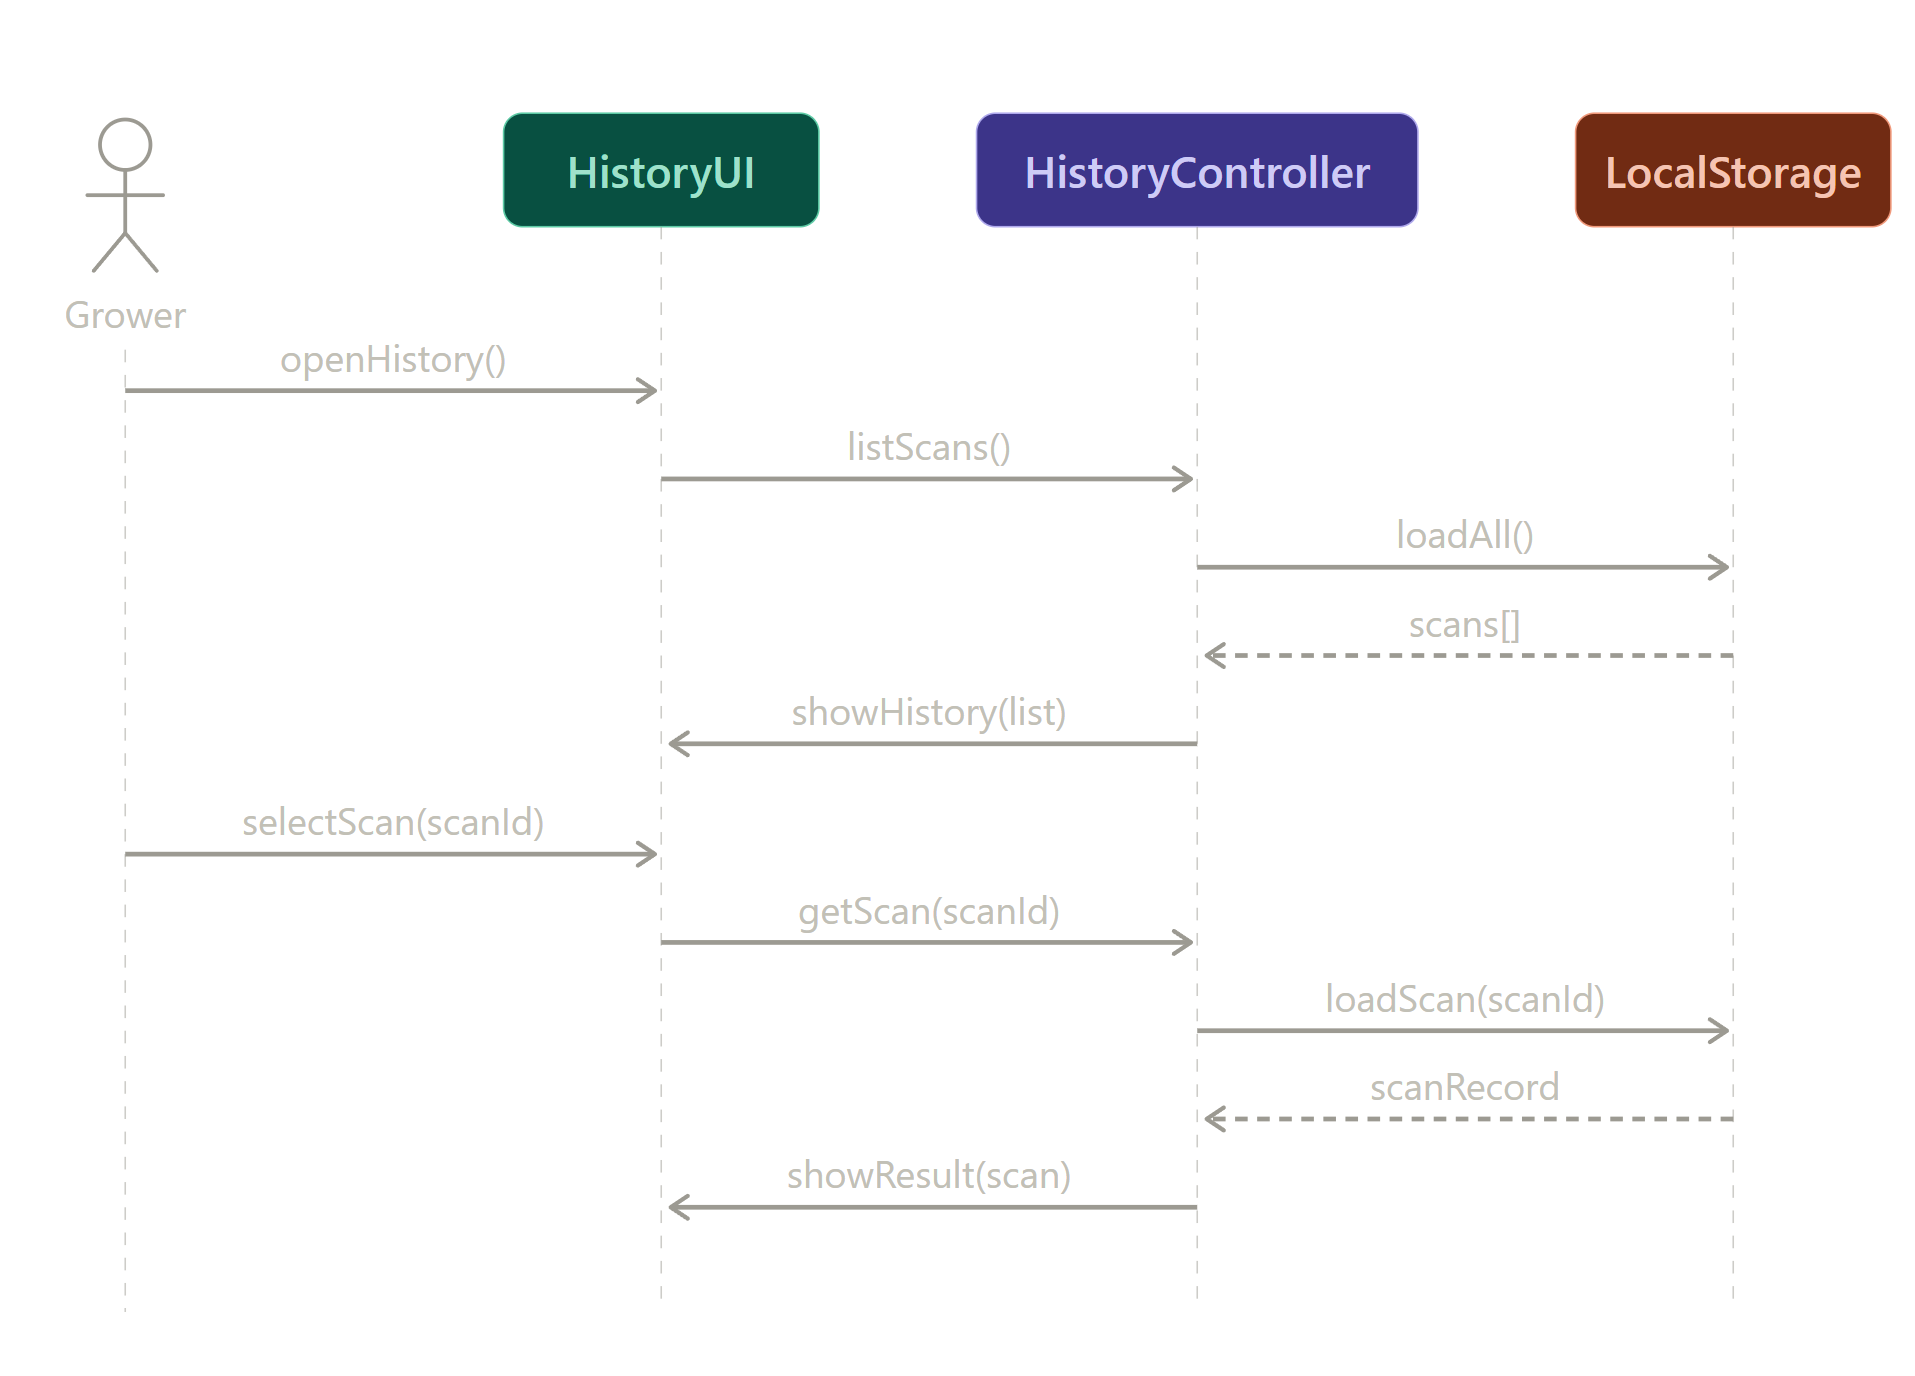 HistoryUI
HistoryController
LocalStorage
Grower
openHistory()
listScans()
loadAll()
scans[]
showHistory(list)
selectScan(scanId)
getScan(scanId)
loadScan(scanId)
scanRecord
showResult(scan)